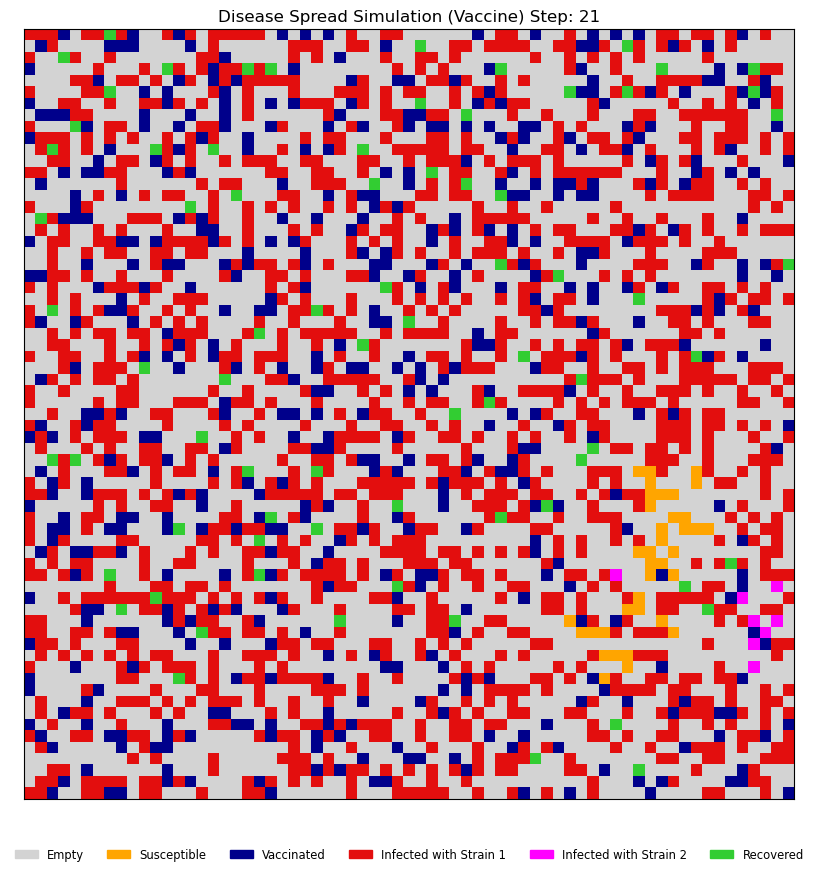 Disease Spread Simulation (Vaccine) Step: 21
Empty Susceptible Vaccinated Infected with Strain 1 Infected with Strain 2 Recovered